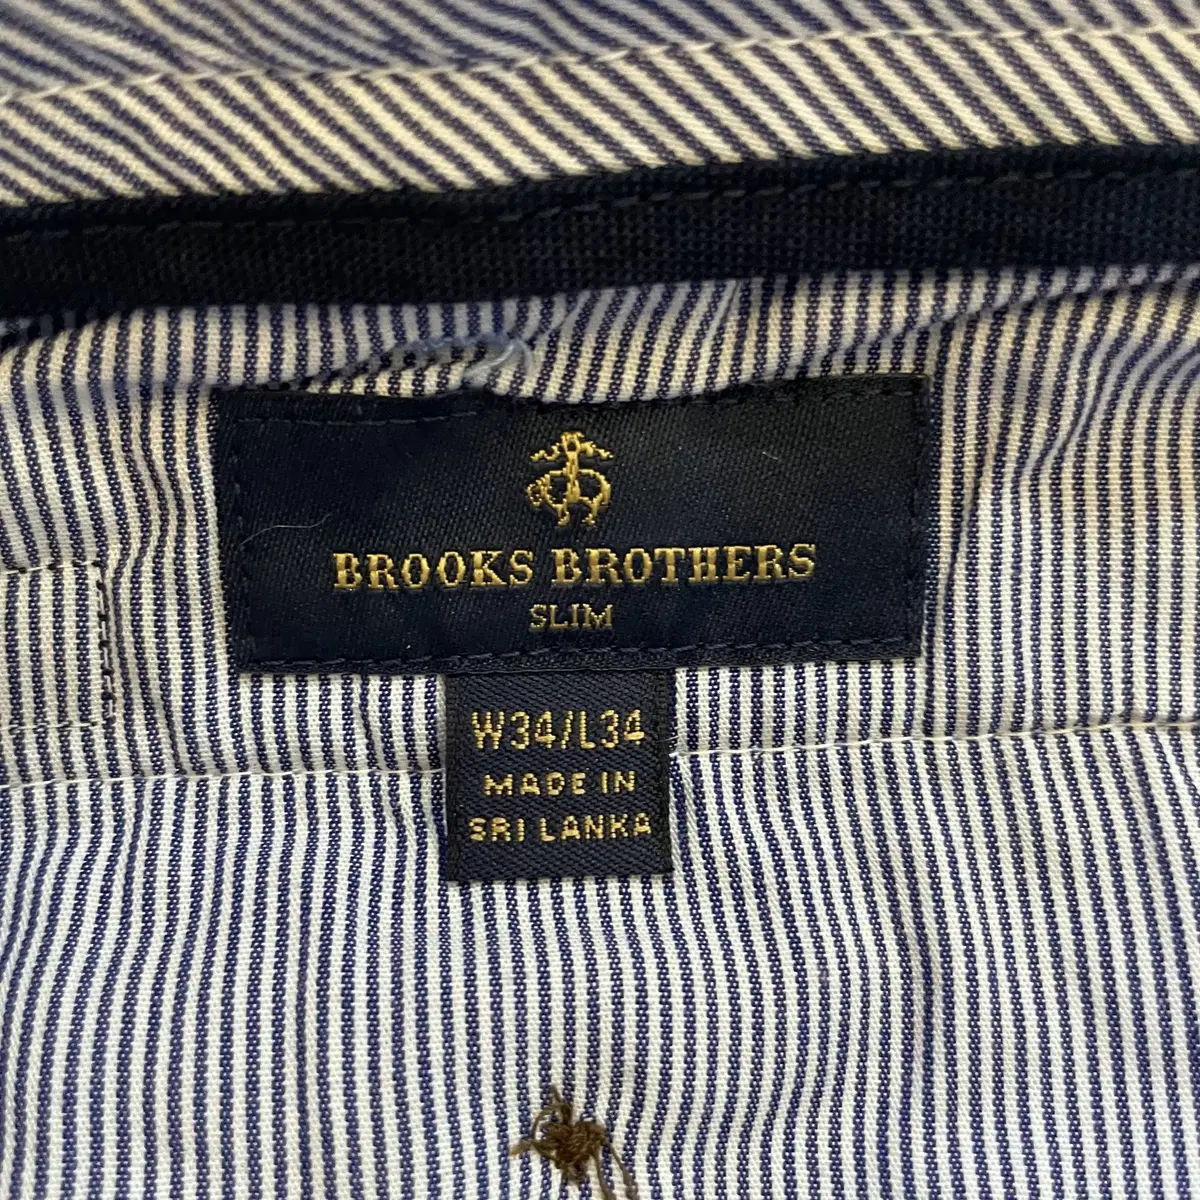 BROOKS BROTHERS
SLIM
W34/L34
MADE IN
SRI LANKA